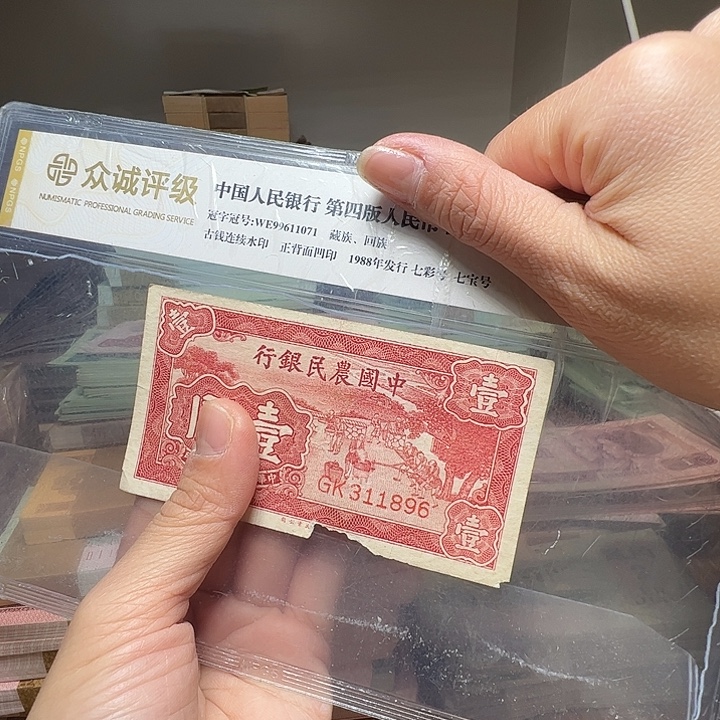 众诚评级
NUMISMATIC PROFESSIONAL GRADING SERVICE
NPGS
NPGS
中国人民银行 第四版人民币
冠字冠号:WE99611071 藏族、回族
古钱连续水印 正背面凹印 1988年发行 七彩号 七宝号
壹
行銀民農國中
壹
壹
GK 311896
壹